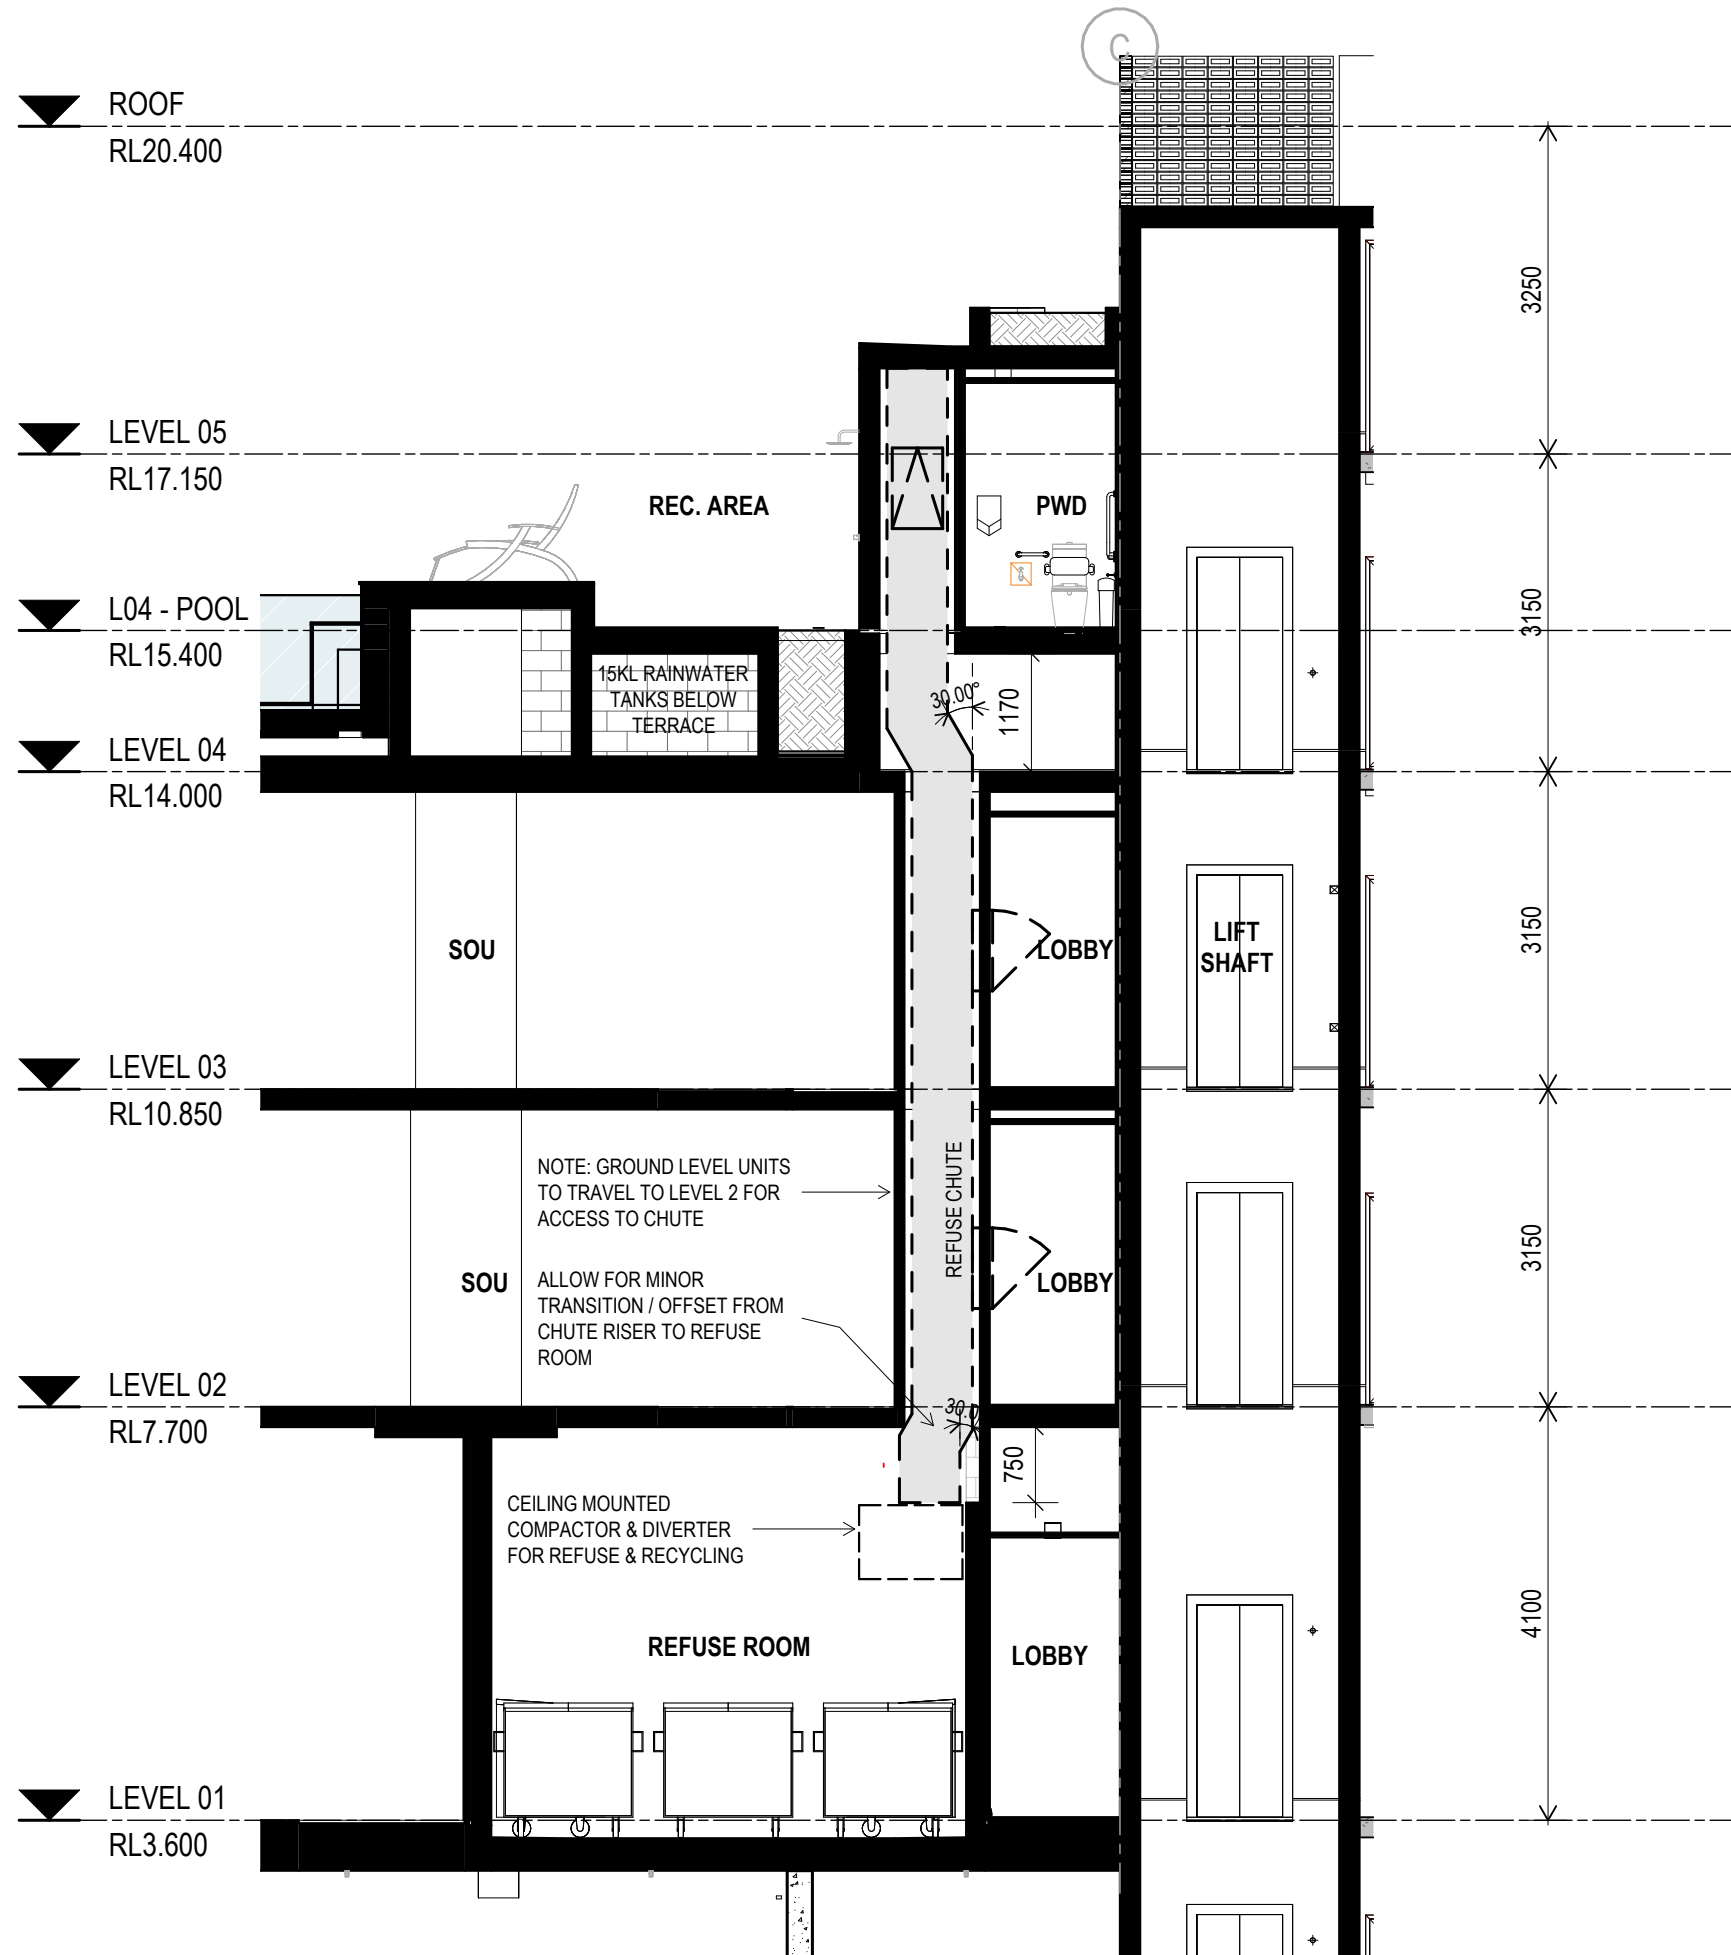 C
ROOF
RL20.400
3250
LEVEL 05
RL17.150
REC. AREA
PWD
L04 - POOL
RL15.400
3150
15KL RAINWATER
TANKS BELOW
TERRACE
30.00°
1170
LEVEL 04
RL14.000
SOU
LOBBY
LIFT
SHAFT
3150
LEVEL 03
RL10.850
NOTE: GROUND LEVEL UNITS
TO TRAVEL TO LEVEL 2 FOR
ACCESS TO CHUTE
REFUSE CHUTE
3150
SOU
ALLOW FOR MINOR
TRANSITION / OFFSET FROM
CHUTE RISER TO REFUSE
ROOM
LOBBY
LEVEL 02
RL7.700
30.0
750
CEILING MOUNTED
COMPACTOR & DIVERTER
FOR REFUSE & RECYCLING
4100
REFUSE ROOM
LOBBY
LEVEL 01
RL3.600